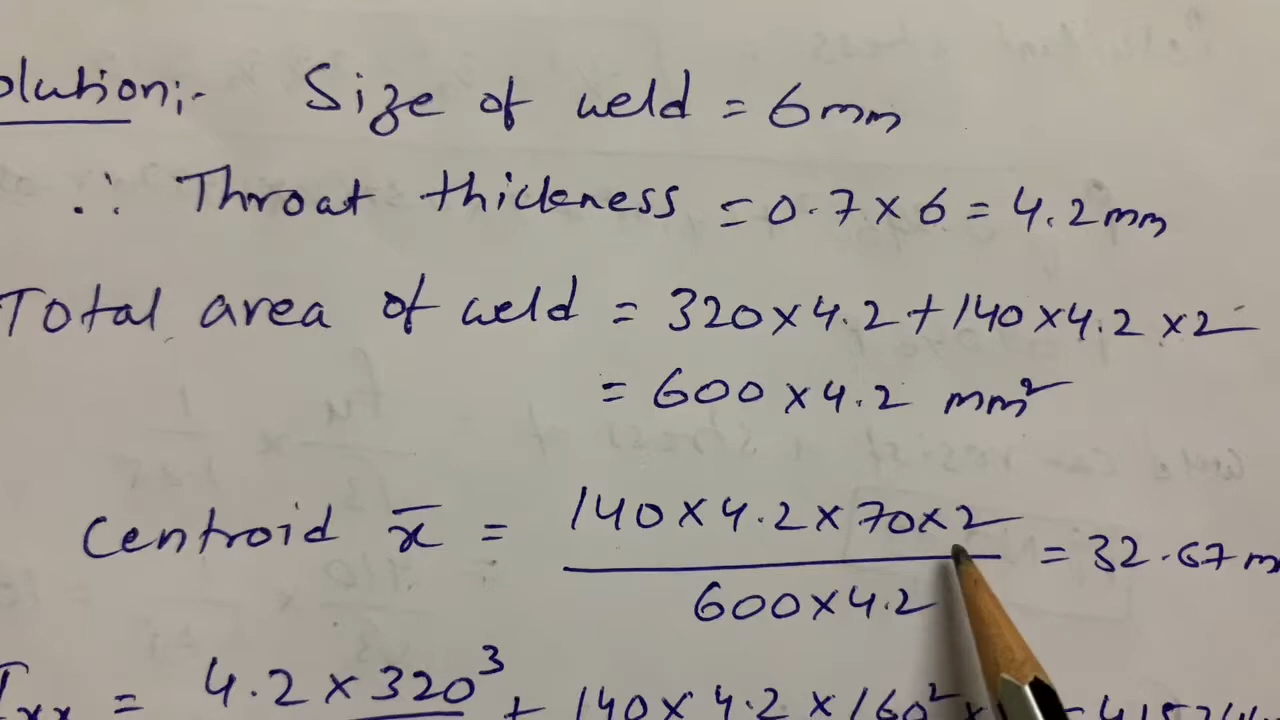 olution:-  Size of weld = 6mm
∴ Throat thickness = 0.7×6 = 4.2mm
Total area of weld = 320×4.2+140×4.2×2
= 600×4.2 mm²
Centroid x̄ = 140×4.2×70×2 / 600×4.2 = 32.67 m
Ixx = 4.2×320³ + 140×4.2×160²×